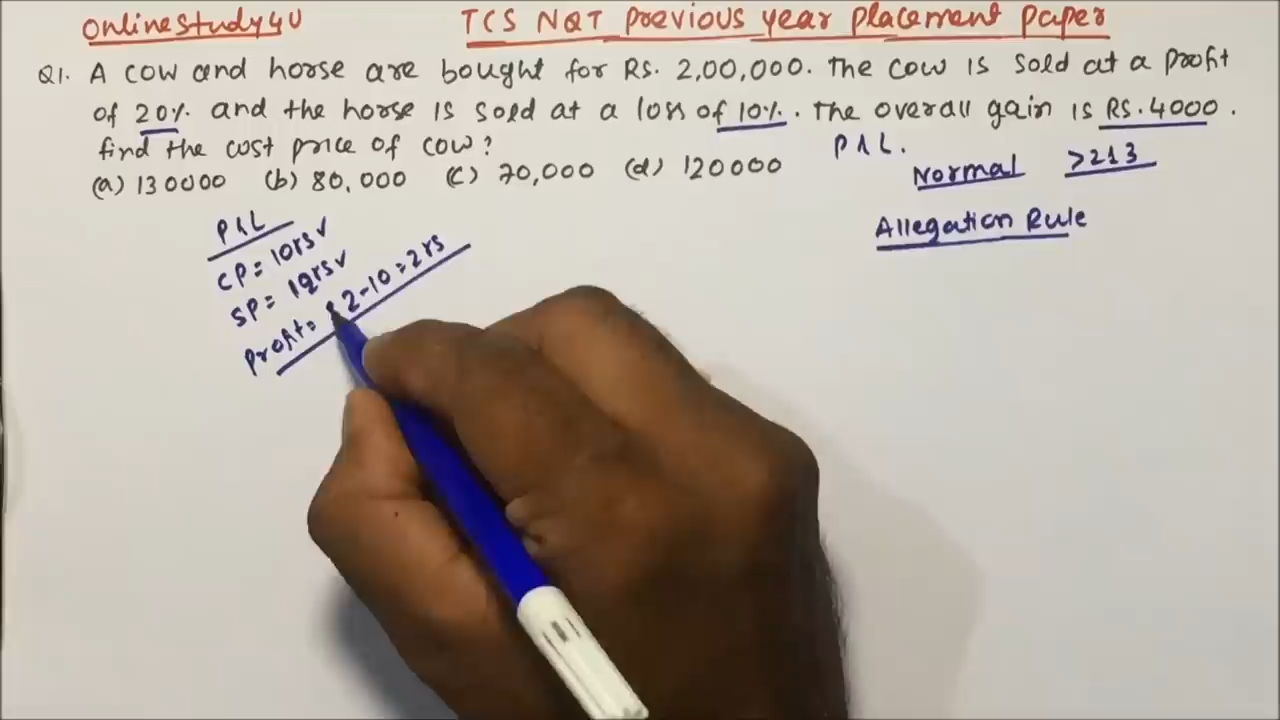 OnlineStudy4U
TCS NQT previous year placement paper
Q1. A cow and horse are bought for RS. 2,00,000. The cow is sold at a profit
of 20%. and the horse is sold at a loss of 10%. The overall gain is RS.4000.
find the cost price of cow?
(a) 130000 (b) 80,000 (c) 70,000 (d) 120000
P & L.
Normal >2 & 3
Allegation Rule
P & L
CP = 10rs ✓
SP = 12rs ✓
Profit = 12-10 = 2rs